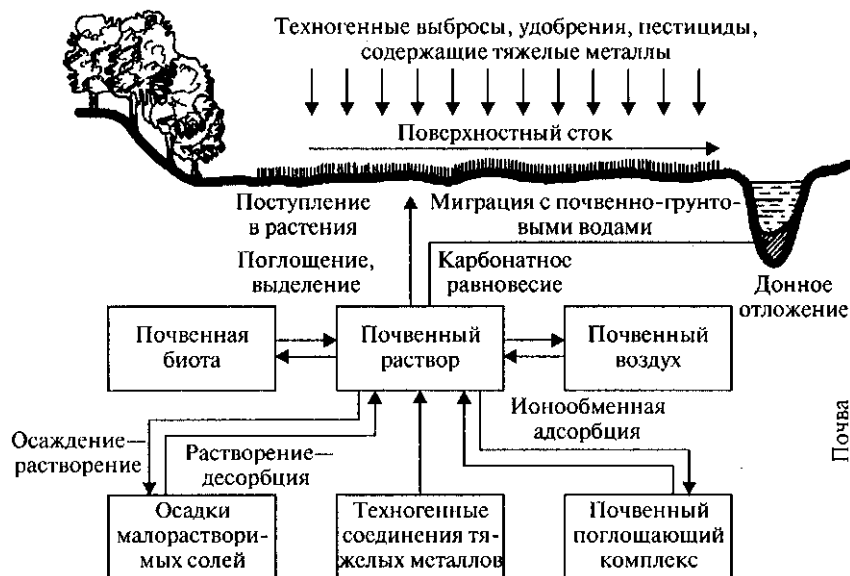 Техногенные выбросы, удобрения, пестициды,
содержащие тяжелые металлы
Поверхностный сток
Поступление
в растения
Миграция с почвенно-грунто-
выми водами
Поглощение,
выделение
Карбонатное
равновесие
Донное
отложение
Почвенная
биота
Почвенный
раствор
Почвенный
воздух
Ионообменная
адсорбция
Осаждение—
растворение
Растворение—
десорбция
Почва
Осадки
малораствори-
мых солей
Техногенные
соединения тя-
желых металлов
Почвенный
поглощающий
комплекс